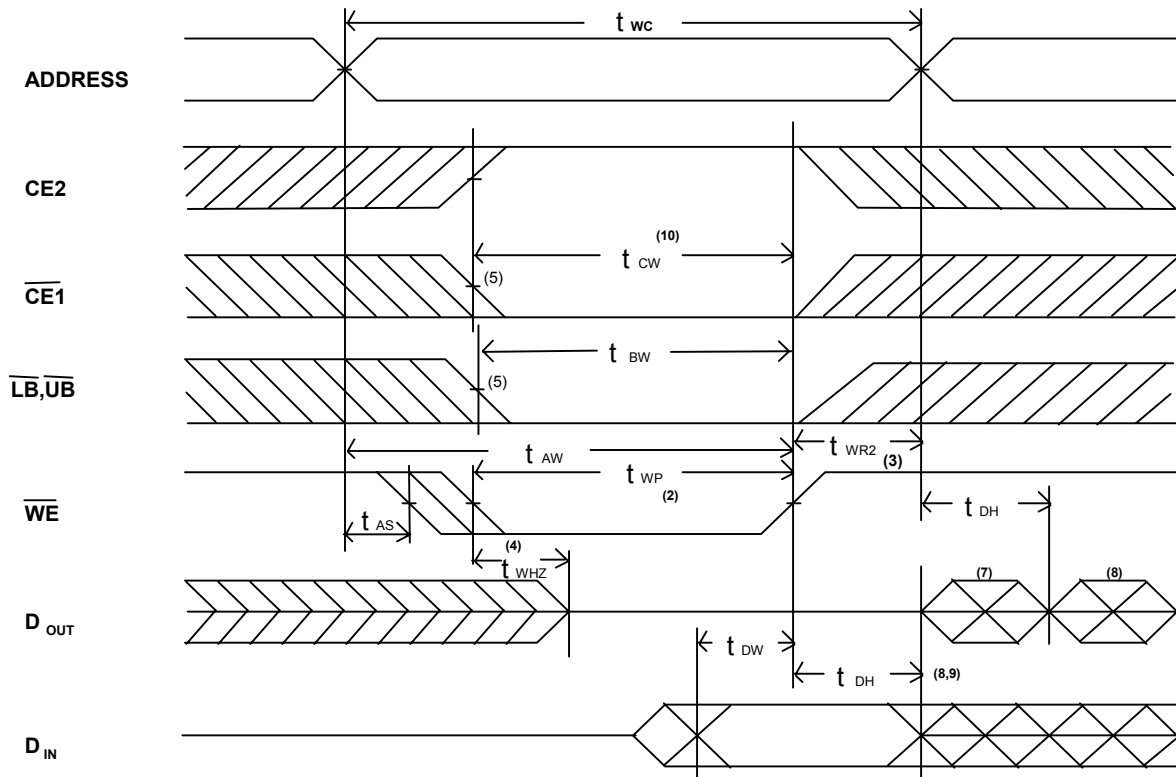 t WC
ADDRESS
CE2
(10)
t CW
CE1
(5)
t BW
LB,UB
(5)
t AW
t WR2
t WP
(3)
(2)
WE
t AS
t DH
(4)
t WHZ
(7)
(8)
D OUT
t DW
t DH
(8,9)
D IN